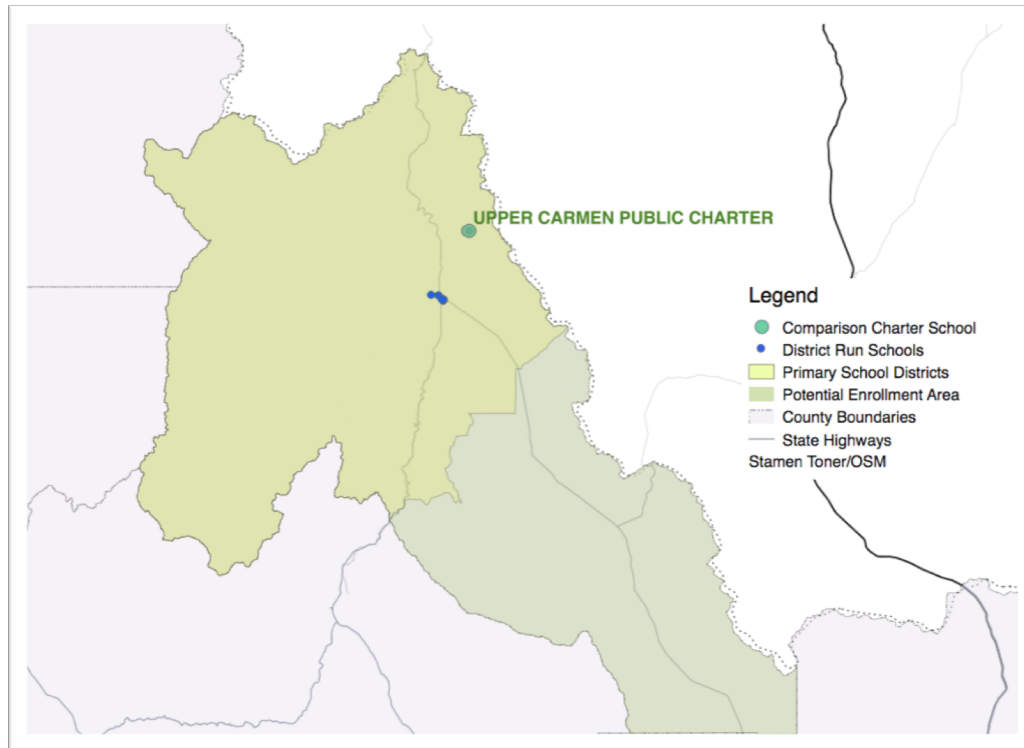 UPPER CARMEN PUBLIC CHARTER
Legend
Comparison Charter School
District Run Schools
Primary School Districts
Potential Enrollment Area
County Boundaries
State Highways
Stamen Toner/OSM